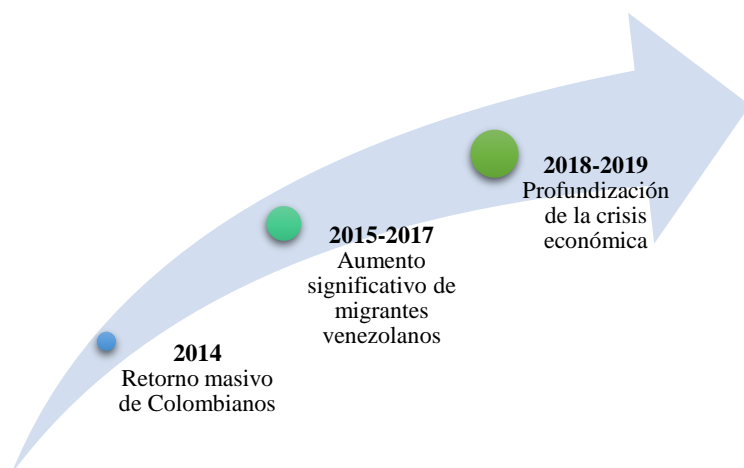 2018-2019
Profundización
de la crisis
económica
2015-2017
Aumento
significativo de
migrantes
venezolanos
2014
Retorno masivo
de Colombianos